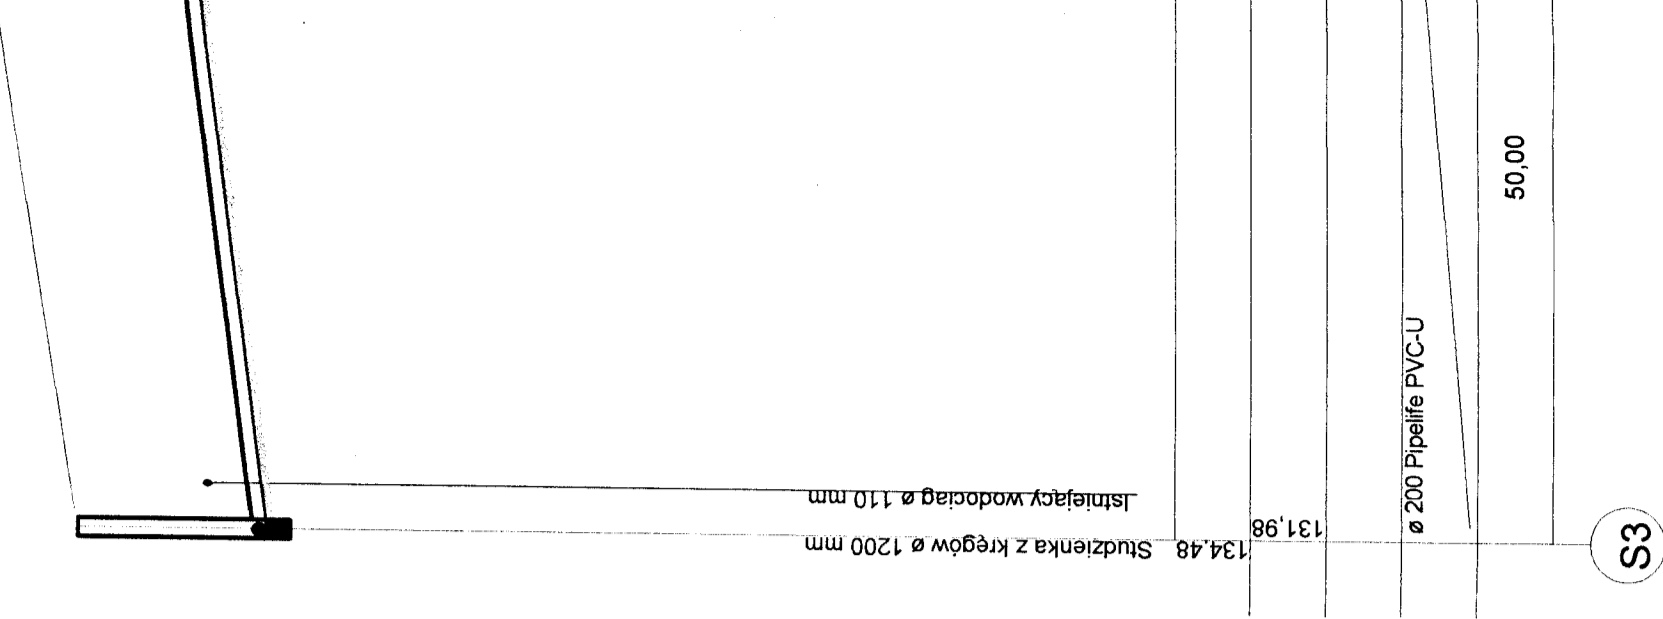 Istniejący wodociąg ø 110 mm
Studzienka z kręgów ø 1200 mm
134,48
131,98
ø 200 Pipelife PVC-U
50,00
S3